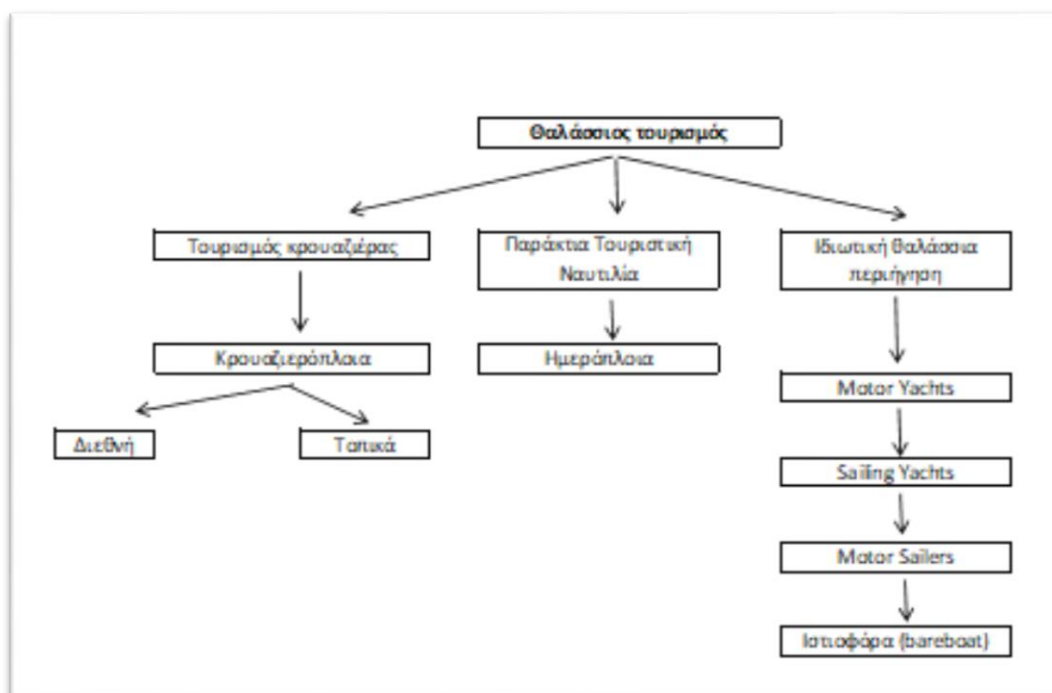 Θαλάσσιος τουρισμός
Τουρισμός κρουαζιέρας
Παράκτια Τουριστική
Ναυτιλία
Ιδιωτική θαλάσσια
περιήγηση
Κρουαζιερόπλοια
Ημερόπλοια
Motor Yachts
Διεθνή
Τοπικά
Sailing Yachts
Motor Sailers
Ιστιοφόρα (bareboat)